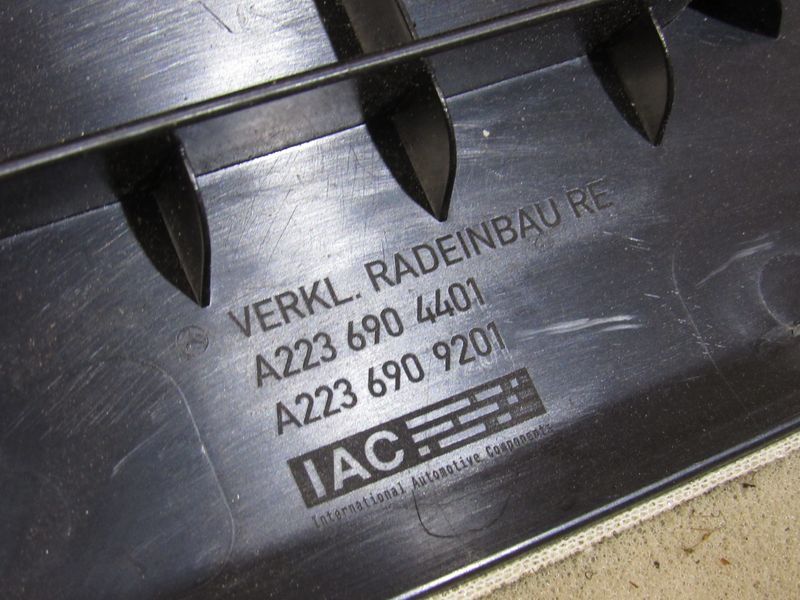 VERKL. RADEINBAU RE
A223 690 4401
A223 690 9201
IAC
International Automotive Components